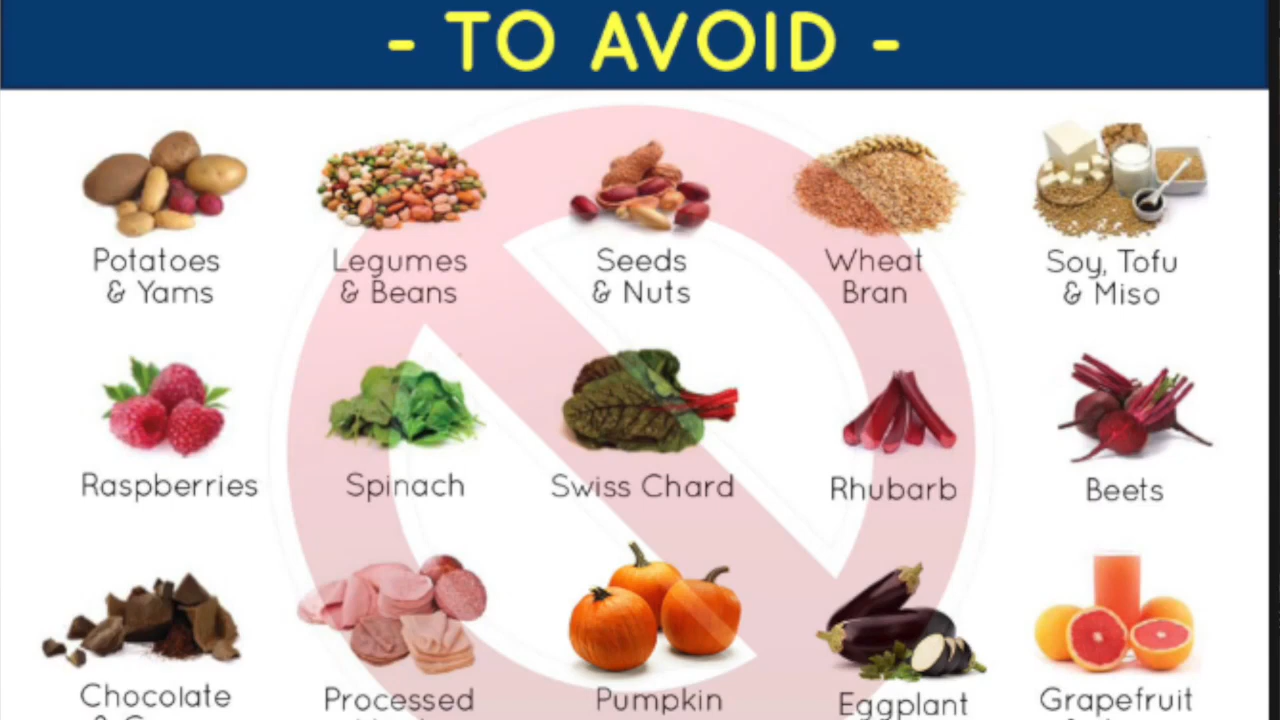 - TO AVOID -
Potatoes
& Yams
Legumes
& Beans
Seeds
& Nuts
Wheat
Bran
Soy, Tofu
& Miso
Raspberries
Spinach
Swiss Chard
Rhubarb
Beets
Chocolate
Processed
Pumpkin
Eggplant
Grapefruit